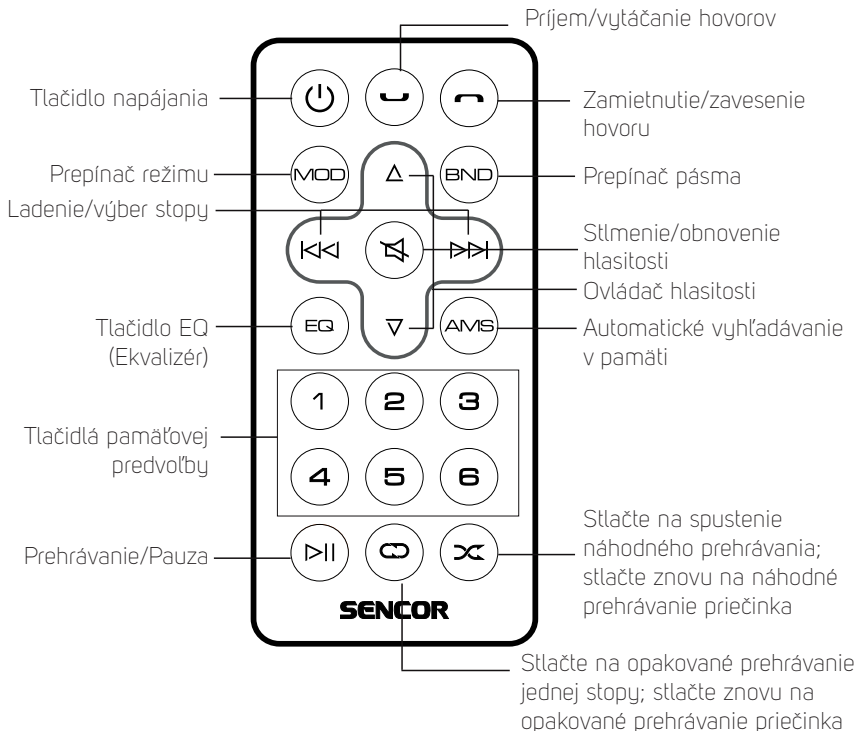 Príjem/vytáčanie hovorov
Tlačidlo napájania
Zamietnutie/zavesenie
hovoru
MOD
BND
Prepínač režimu
Prepínač pásma
Ladenie/výber stopy
Stlmenie/obnovenie
hlasitosti
Ovládač hlasitosti
EQ
AMS
Tlačidlo EQ
(Ekvalizér)
Automatické vyhľadávanie
v pamäti
1 2 3
Tlačidlá pamäťovej
predvoľby
4 5 6
Prehrávanie/Pauza
Stlačte na spustenie
náhodného prehrávania;
stlačte znovu na náhodné
prehrávanie priečinka
SENCOR
Stlačte na opakované prehrávanie
jednej stopy; stlačte znovu na
opakované prehrávanie priečinka